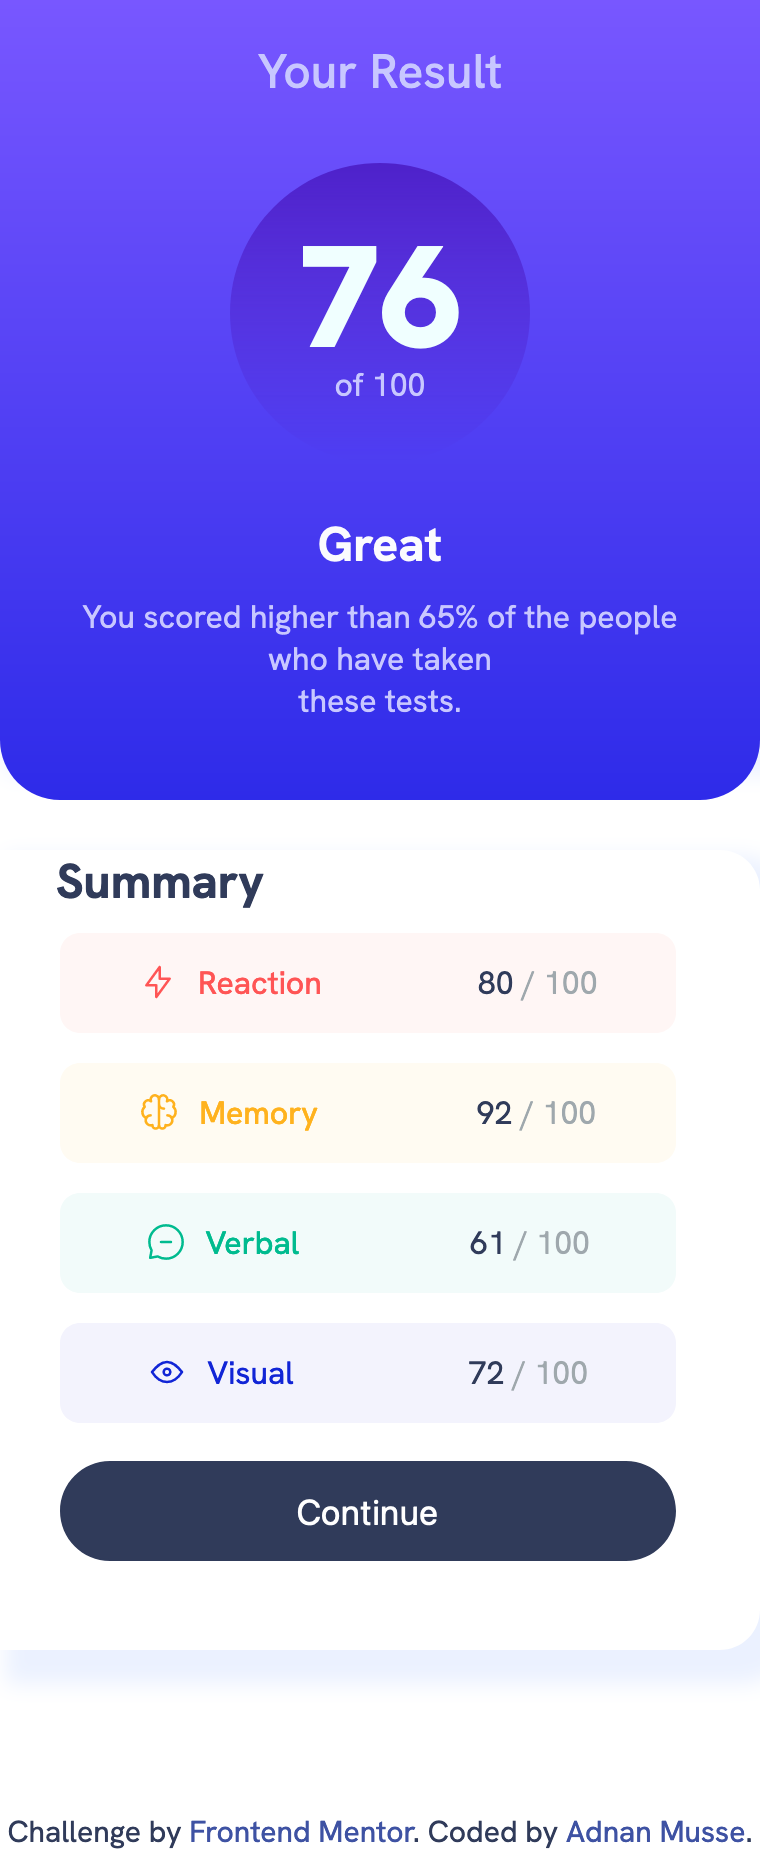 Your Result
76
of 100
Great
You scored higher than 65% of the people
who have taken
these tests.
Summary
Reaction 80 / 100
Memory 92 / 100
Verbal 61 / 100
Visual 72 / 100
Continue
Challenge by Frontend Mentor. Coded by Adnan Musse.